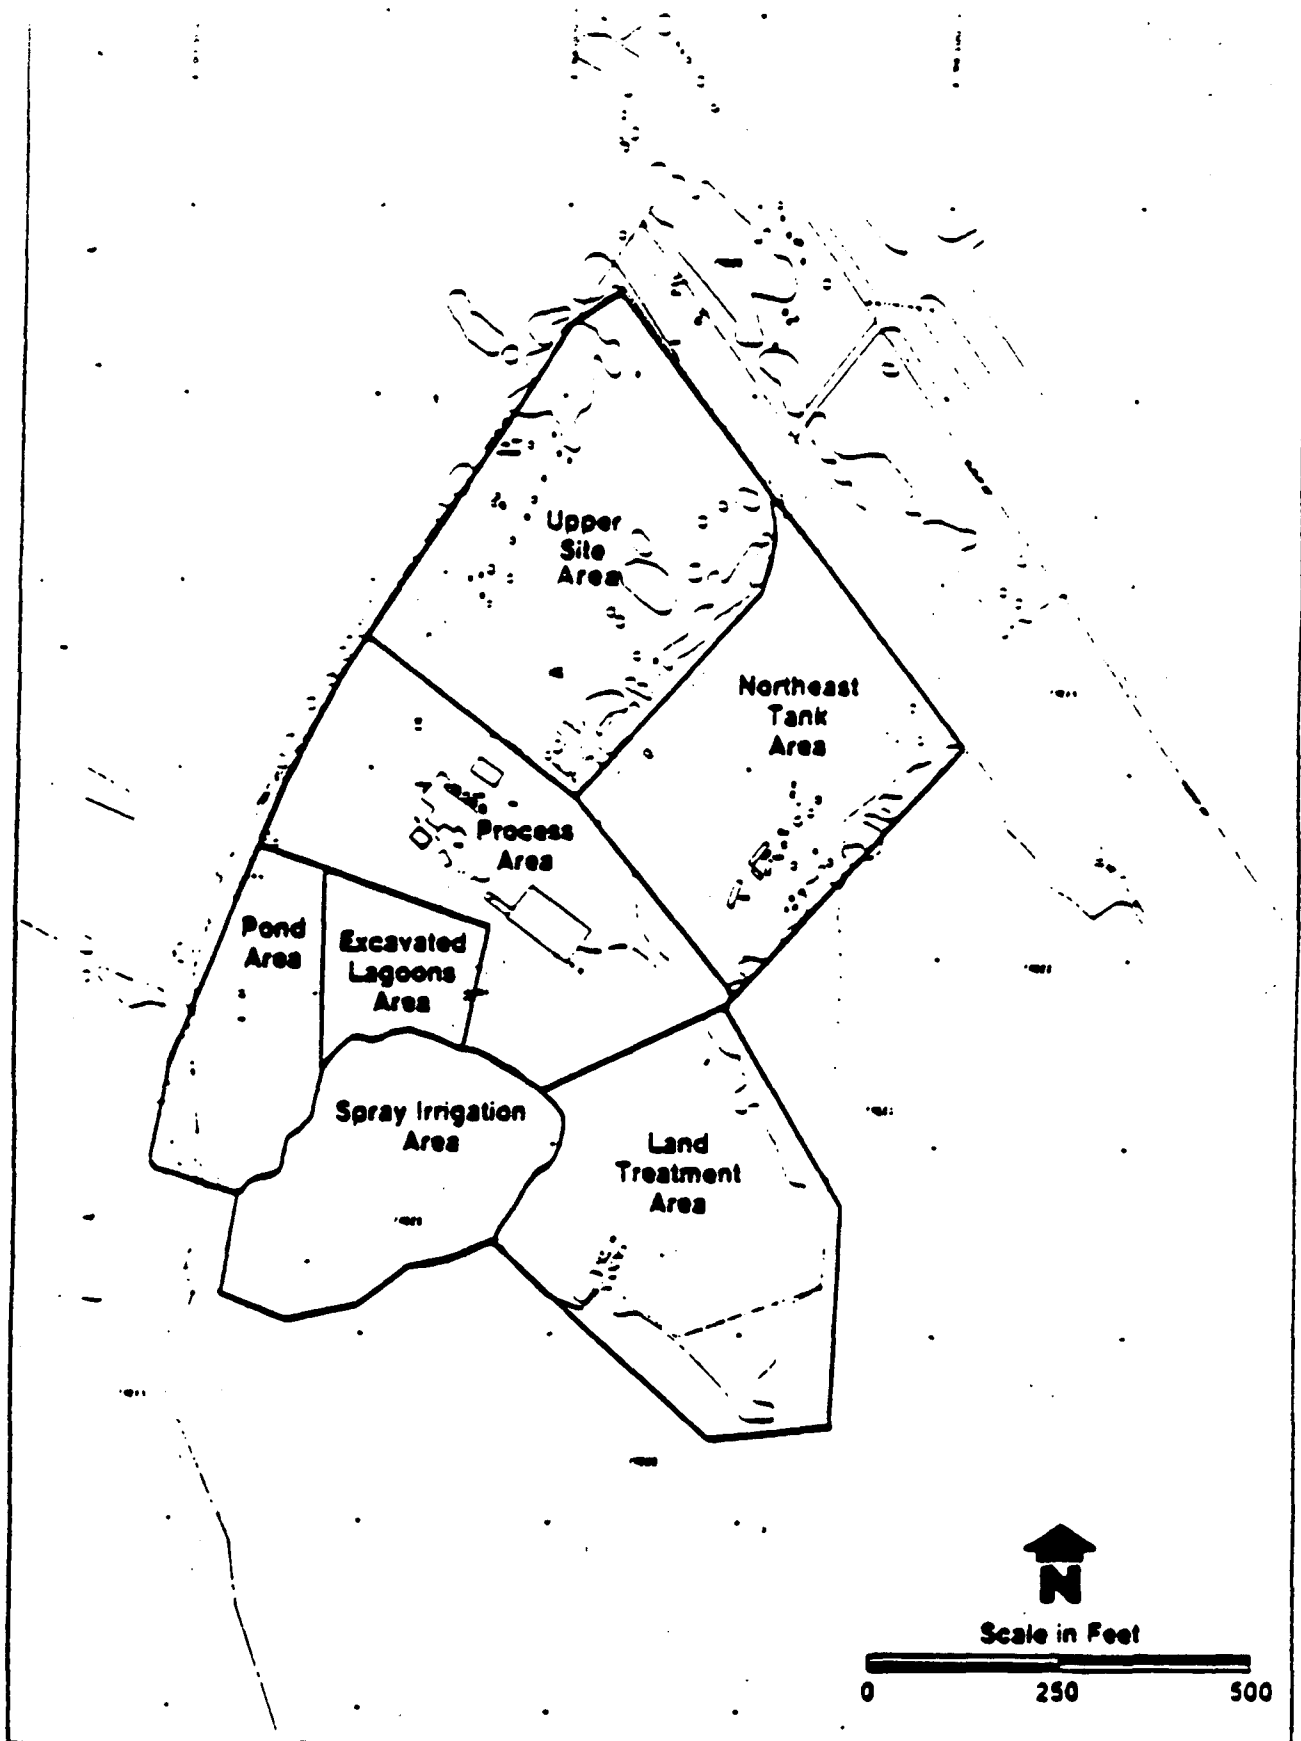 Upper
Site
Area
Northeast
Tank
Area
Process
Area
Pond
Area
Excavated
Lagoons
Area
Spray Irrigation
Area
Land
Treatment
Area
N
Scale in Feet
0 250 500